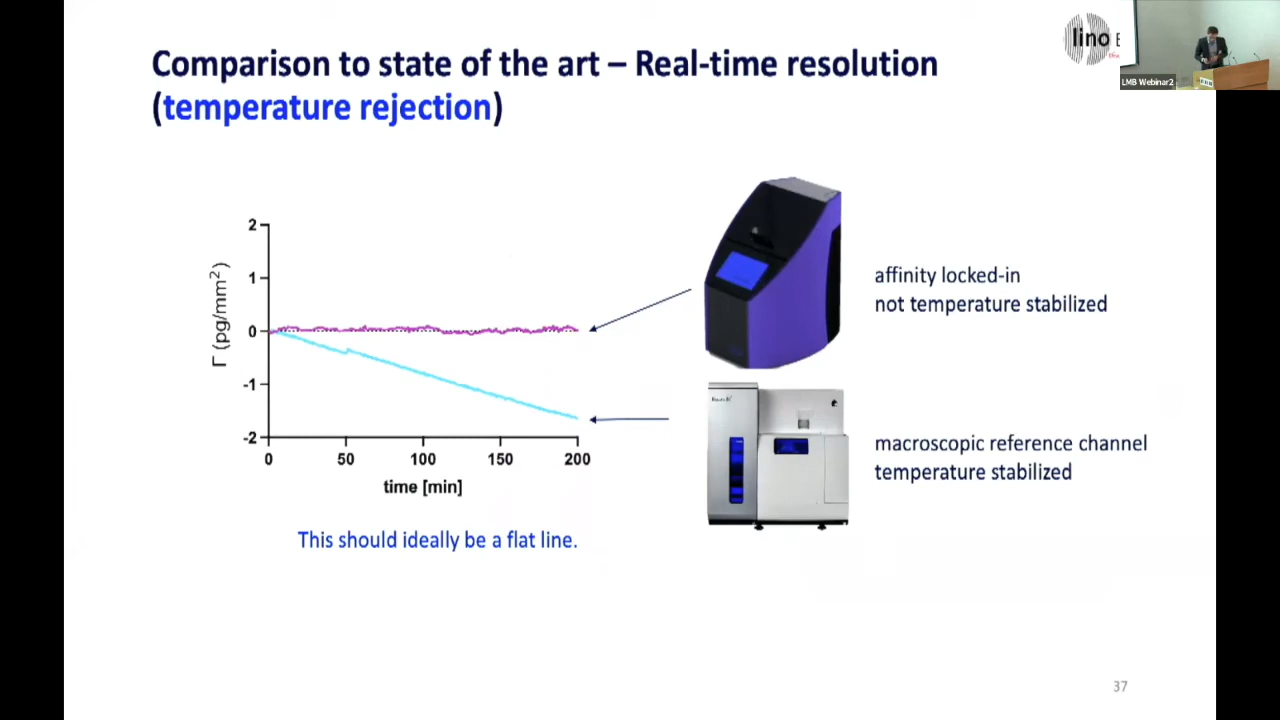 Comparison to state of the art – Real-time resolution
(temperature rejection)
lino
LMB Webinar2
2
1
0
-1
-2
Γ (pg/mm²)
0
50
100
150
200
time [min]
This should ideally be a flat line.
affinity locked-in
not temperature stabilized
macroscopic reference channel
temperature stabilized
37